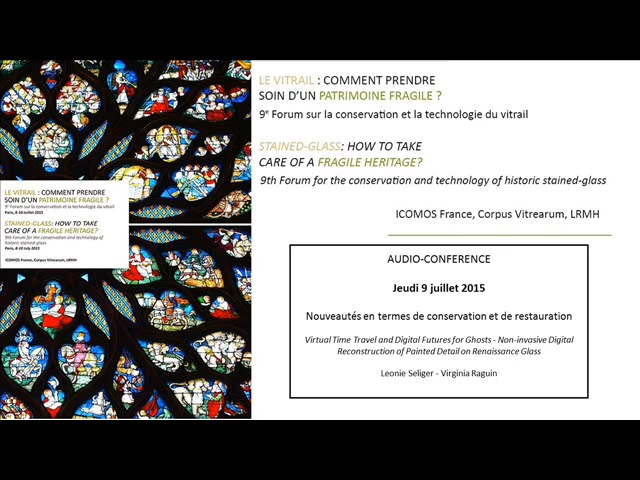 LE VITRAIL : COMMENT PRENDRE
SOIN D'UN PATRIMOINE FRAGILE ?
9e Forum sur la conservation et la technologie du vitrail
Paris, 8-10 juillet 2015
STAINED-GLASS: HOW TO TAKE
CARE OF A FRAGILE HERITAGE?
9th Forum for the conservation and technology of
historic stained-glass
Paris, 8-10 July 2015
ICOMOS France, Corpus Vitrearum, LRMH
LE VITRAIL : COMMENT PRENDRE
SOIN D'UN PATRIMOINE FRAGILE ?
9e Forum sur la conservation et la technologie du vitrail
STAINED-GLASS: HOW TO TAKE
CARE OF A FRAGILE HERITAGE?
9th Forum for the conservation and technology of historic stained-glass
ICOMOS France, Corpus Vitrearum, LRMH
AUDIO-CONFERENCE
Jeudi 9 juillet 2015
Nouveautés en termes de conservation et de restauration
Virtual Time Travel and Digital Futures for Ghosts - Non-invasive Digital
Reconstruction of Painted Detail on Renaissance Glass
Leonie Seliger - Virginia Raguin